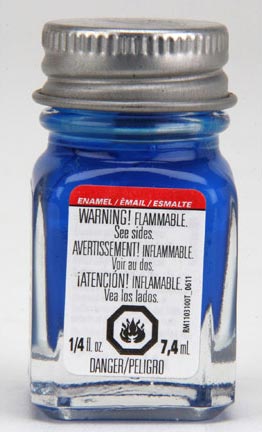 ENAMEL / ÉMAIL / ESMALTE
WARNING! FLAMMABLE.
See sides.
AVERTISSEMENT! INFLAMMABLE.
Voir au dos.
¡ATENCIÓN! INFLAMABLE.
Vea los lados.
1/4 fl. oz. 7,4 mL
DANGER/PELIGRO
RM110310OT_0611